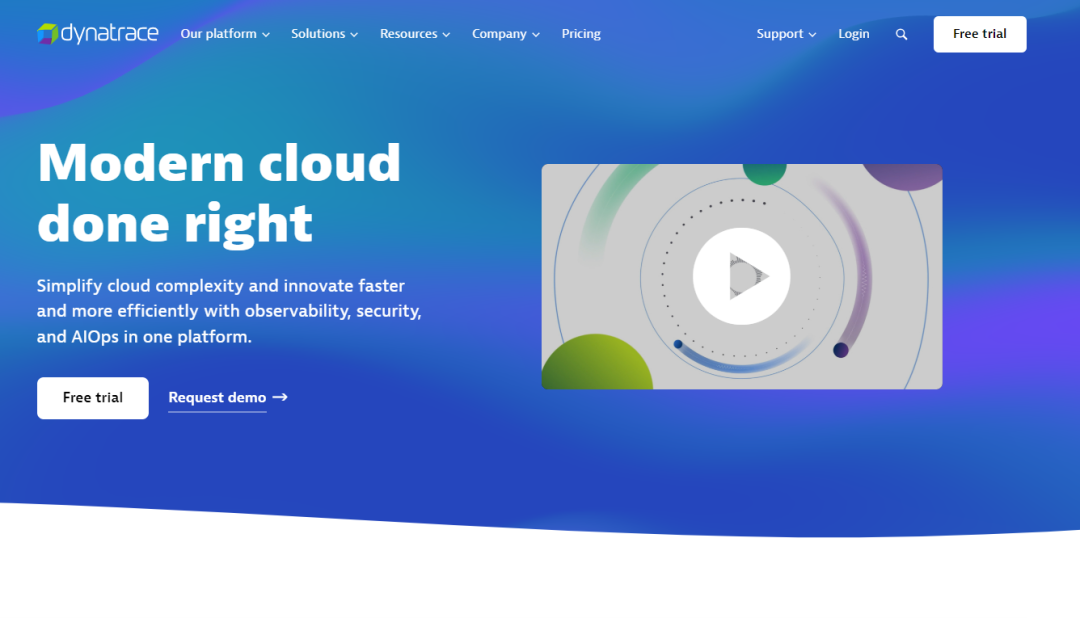 dynatrace Our platform Solutions Resources Company Pricing Support Login Free trial
Modern cloud
done right
Simplify cloud complexity and innovate faster
and more efficiently with observability, security,
and AIOps in one platform.
Free trial Request demo →